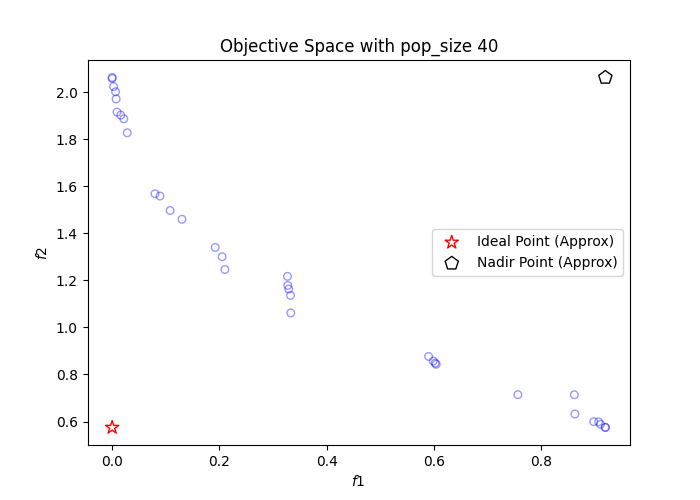 Objective Space with pop_size 40
2.0
1.8
1.6
1.4
1.2
1.0
0.8
0.6
f2
Ideal Point (Approx)
Nadir Point (Approx)
0.0 0.2 0.4 0.6 0.8
f1